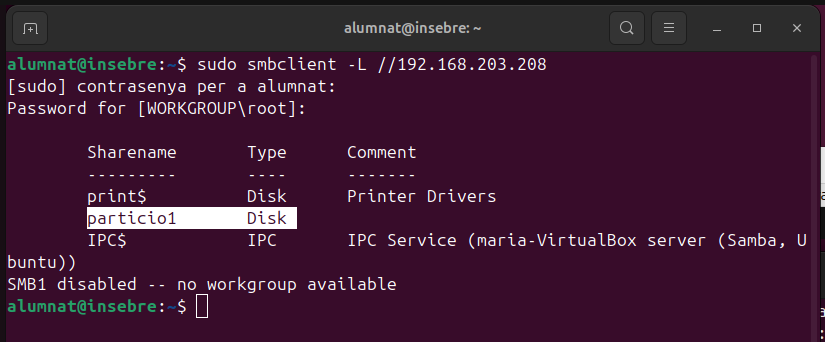 alumnat@insebre: ~
alumnat@insebre:~$ sudo smbclient -L //192.168.203.208
[sudo] contrasenya per a alumnat:
Password for [WORKGROUP\root]:
Sharename Type Comment
--------- ---- -------
print$ Disk Printer Drivers
particio1 Disk
IPC$ IPC IPC Service (maria-VirtualBox server (Samba, U
buntu))
SMB1 disabled -- no workgroup available
alumnat@insebre:~$